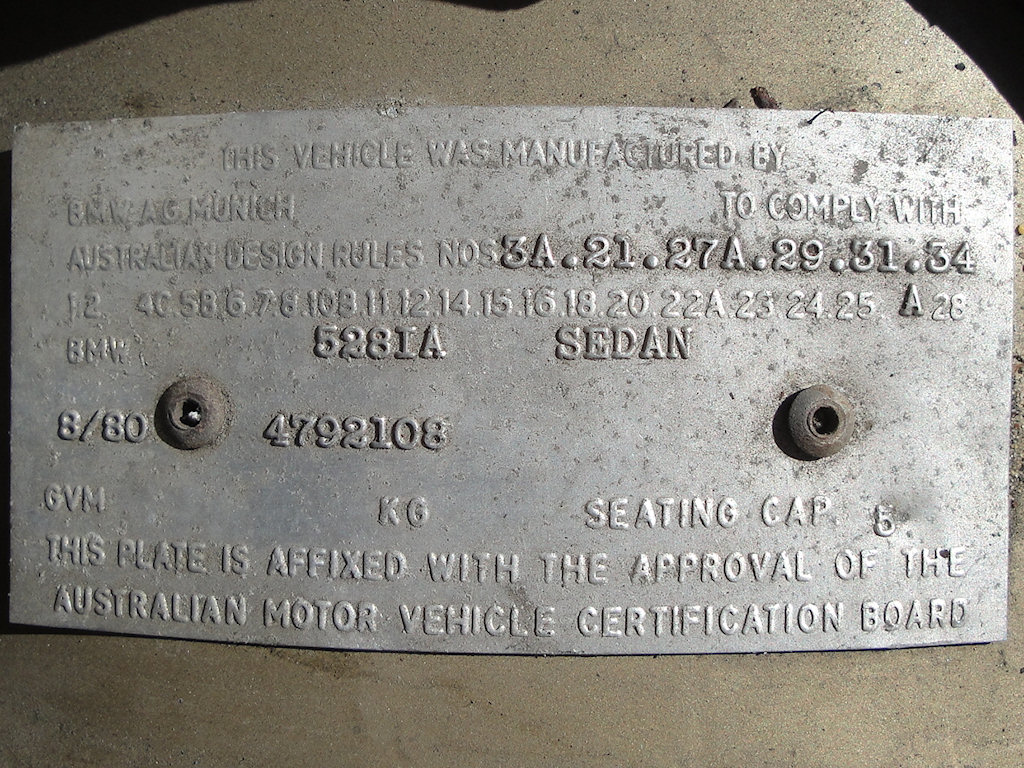 THIS VEHICLE WAS MANUFACTURED BY
B.M.W. A.G. MUNICH TO COMPLY WITH
AUSTRALIAN DESIGN RULES NOS 3A.21.27A.29.31.34
1.2. 4C.5B.6.7.8.10B.11.12.14.15.16.18.20.22A.23.24.25 A 28
B.M.W. 528IA SEDAN
8/80 4792108
GVM KG SEATING CAP. 5
THIS PLATE IS AFFIXED WITH THE APPROVAL OF THE
AUSTRALIAN MOTOR VEHICLE CERTIFICATION BOARD